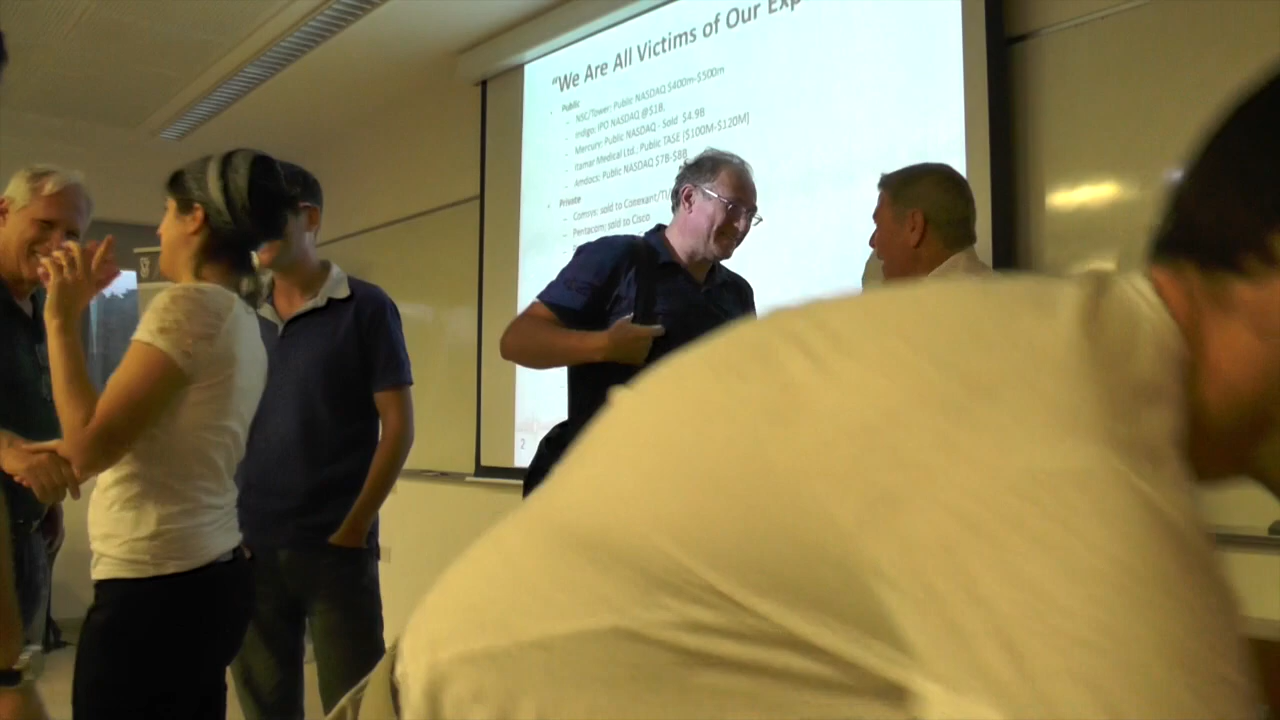 "We Are All Victims of Our Exp
Public
- NSC/Tower: Public NASDAQ $400m-$500m
- Indigo: IPO NASDAQ @$1B,
- Mercury: Public NASDAQ - Sold $4.9B
- Itamar Medical Ltd., Public TASE [$100M-$120M]
- Amdocs: Public NASDAQ $7B-$8B
Private
- Comsys: sold to Conexant/TI/
- Pentacom: sold to Cisco
2